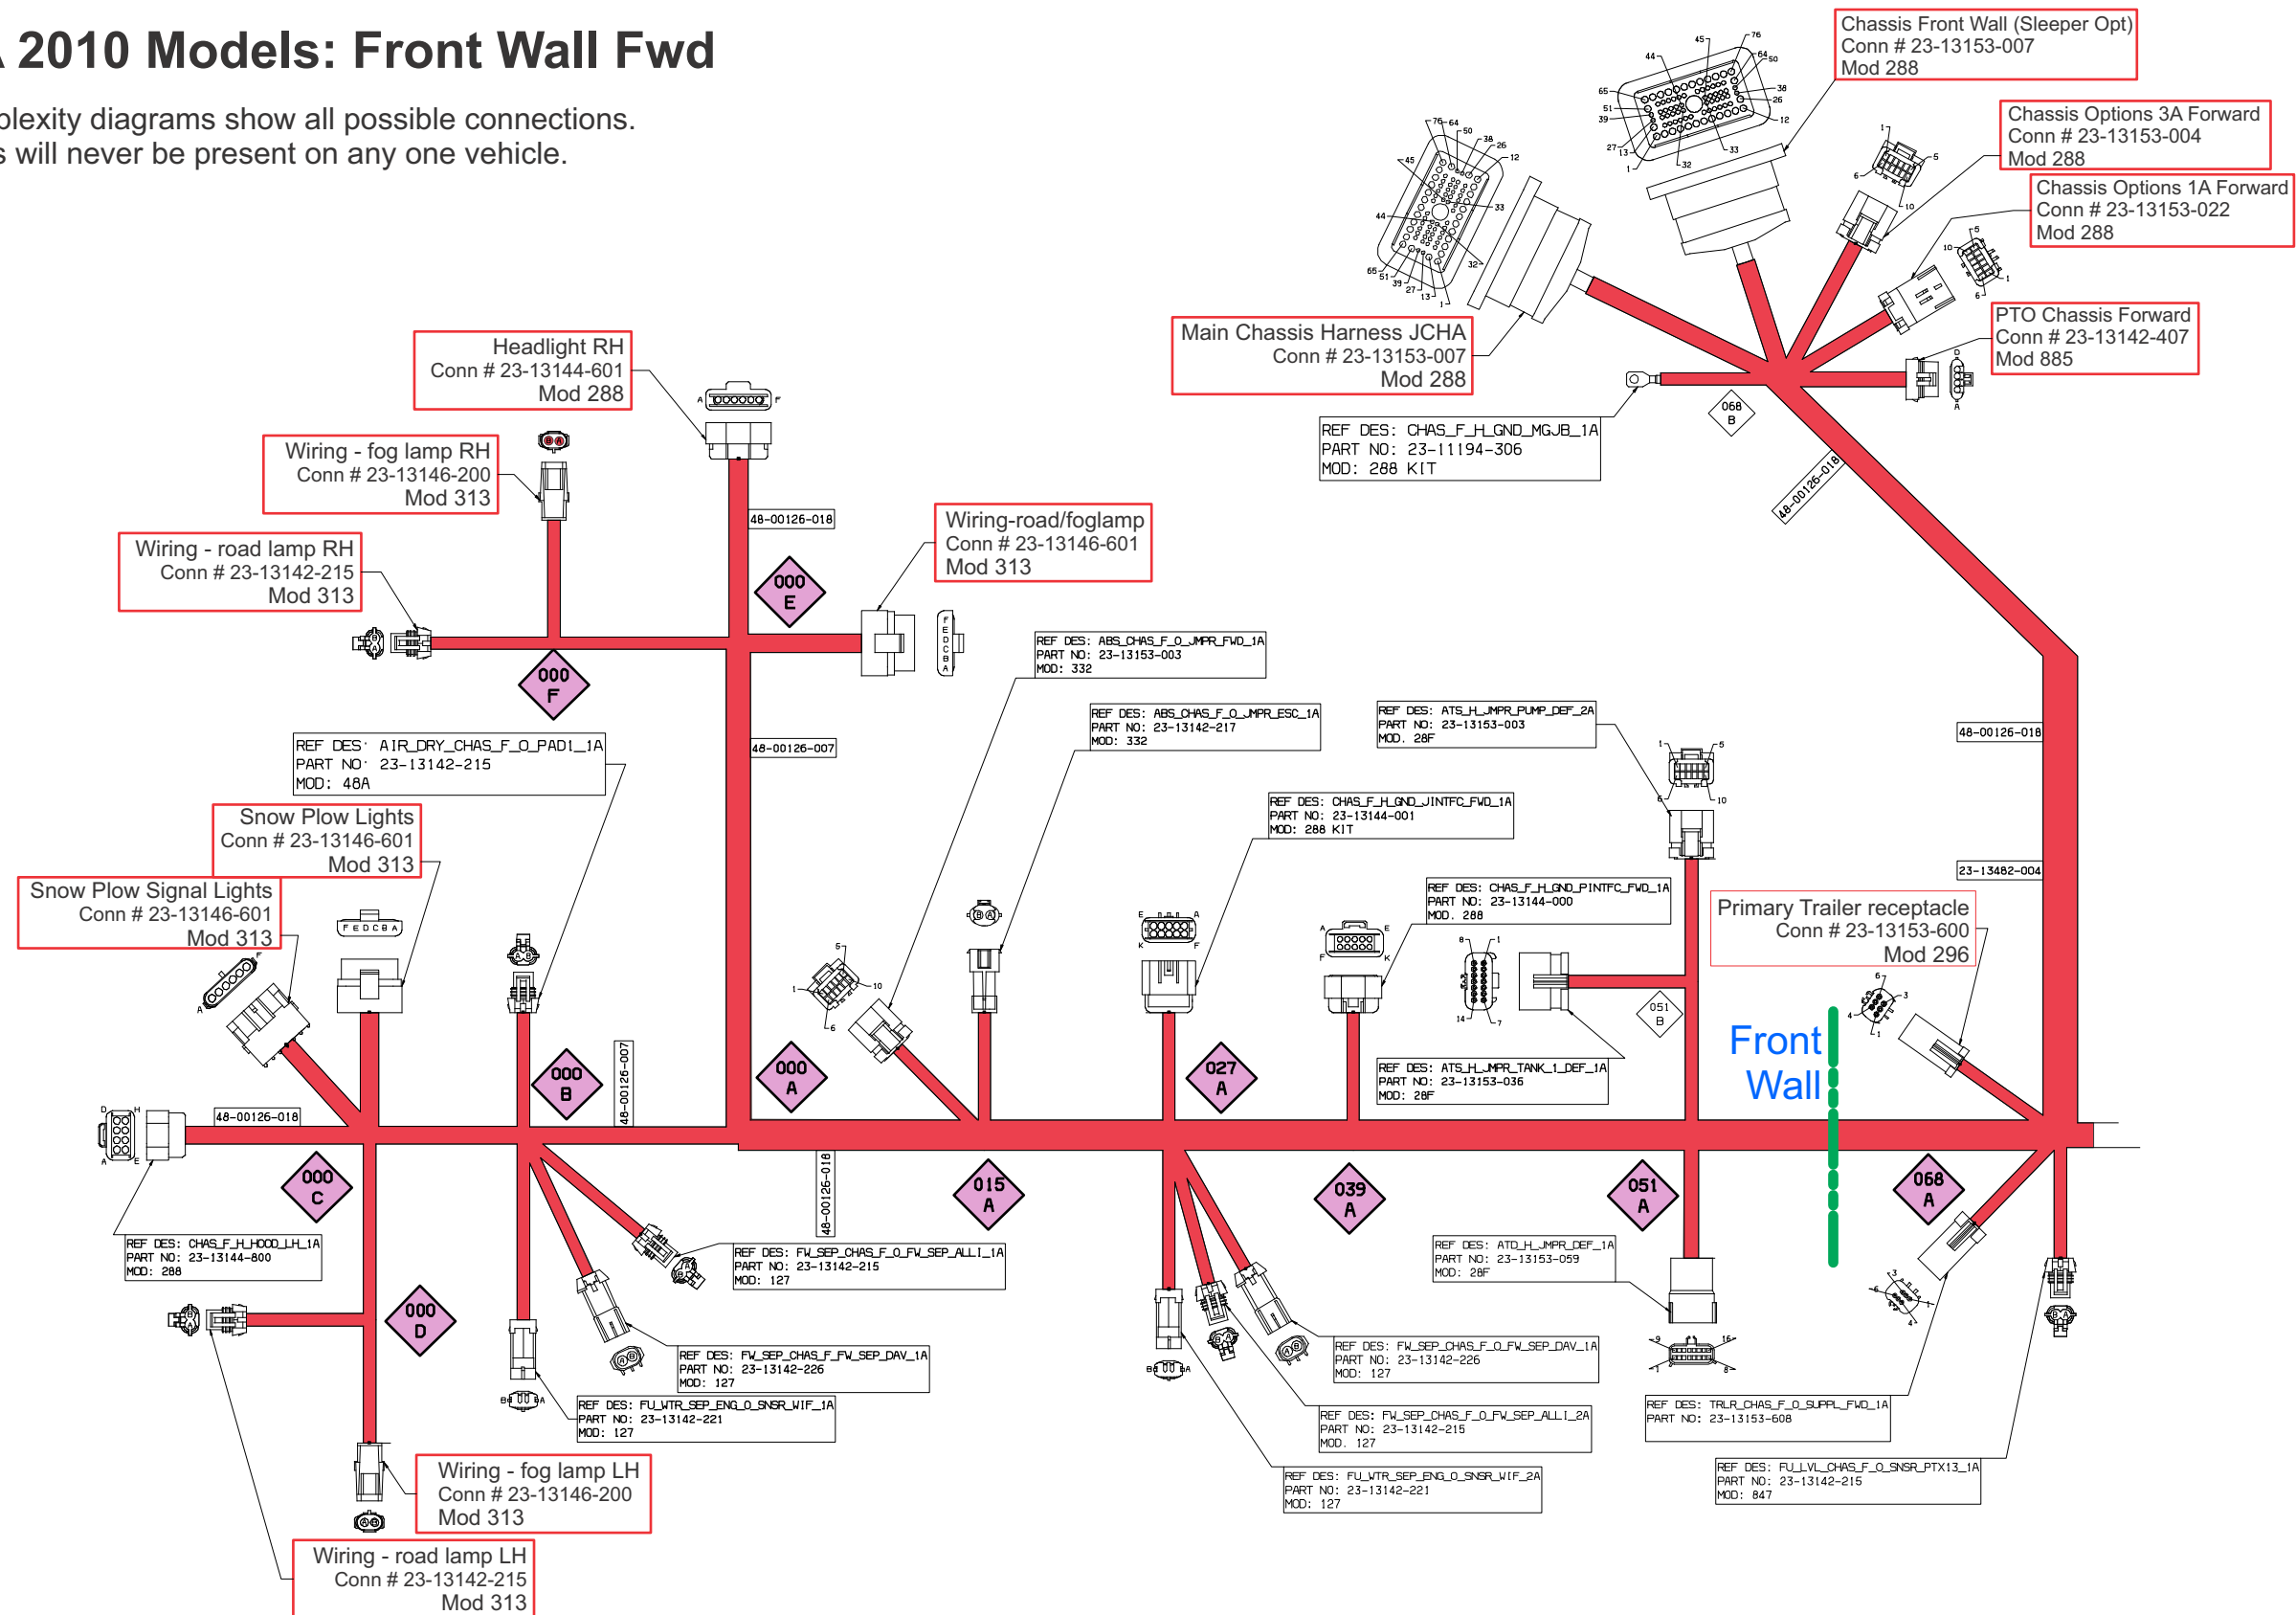 A 2010 Models: Front Wall Fwd
plexity diagrams show all possible connections.
s will never be present on any one vehicle.
Chassis Front Wall (Sleeper Opt)
Conn # 23-13153-007
Mod 288
Chassis Options 3A Forward
Conn # 23-13153-004
Mod 288
Chassis Options 1A Forward
Conn # 23-13153-022
Mod 288
PTO Chassis Forward
Conn # 23-13142-407
Mod 885
Main Chassis Harness JCHA
Conn # 23-13153-007
Mod 288
REF DES: CHAS_F_H_GND_MGJB_1A
PART NO: 23-11194-306
MOD: 288 KIT
068
B
48-00126-018
Headlight RH
Conn # 23-13144-601
Mod 288
Wiring - fog lamp RH
Conn # 23-13146-200
Mod 313
Wiring - road lamp RH
Conn # 23-13142-215
Mod 313
48-00126-018
Wiring-road/foglamp
Conn # 23-13146-601
Mod 313
000
E
000
F
REF DES: ABS_CHAS_F_O_JMPR_FWD_1A
PART NO: 23-13153-003
MOD: 332
REF DES: ABS_CHAS_F_O_JMPR_ESC_1A
PART NO: 23-13142-217
MOD: 332
REF DES: ATS_H_JMPR_PUMP_DEF_2A
PART NO: 23-13153-003
MOD. 28F
48-00126-018
REF DES: AIR_DRY_CHAS_F_O_PAD1_1A
PART NO: 23-13142-215
MOD: 48A
48-00126-007
REF DES: CHAS_F_H_GND_JINTFC_FWD_1A
PART NO: 23-13144-001
MOD: 288 KIT
Snow Plow Lights
Conn # 23-13146-601
Mod 313
Snow Plow Signal Lights
Conn # 23-13146-601
Mod 313
REF DES: CHAS_F_H_GND_PINTFC_FWD_1A
PART NO: 23-13144-000
MOD. 288
23-13482-004
Primary Trailer receptacle
Conn # 23-13153-600
Mod 296
051
B
Front
Wall
REF DES: ATS_H_JMPR_TANK_1_DEF_1A
PART NO: 23-13153-036
MOD: 28F
000
B
48-00126-007
000
A
027
A
48-00126-018
000
C
48-00126-018
015
A
039
A
051
A
068
A
REF DES: CHAS_F_H_HOOD_LH_1A
PART NO: 23-13144-800
MOD: 288
REF DES: FW_SEP_CHAS_F_O_FW_SEP_ALLI_1A
PART NO: 23-13142-215
MOD: 127
REF DES: ATD_H_JMPR_DEF_1A
PART NO: 23-13153-059
MOD: 28F
000
D
REF DES: FW_SEP_CHAS_F_FW_SEP_DAV_1A
PART NO: 23-13142-226
MOD: 127
REF DES: FW_SEP_CHAS_F_O_FW_SEP_DAV_1A
PART NO: 23-13142-226
MOD: 127
REF DES: FU_WTR_SEP_ENG_O_SNSR_WIF_1A
PART NO: 23-13142-221
MOD: 127
REF DES: FW_SEP_CHAS_F_O_FW_SEP_ALLI_2A
PART NO: 23-13142-215
MOD. 127
REF DES: TRLR_CHAS_F_O_SUPPL_FWD_1A
PART NO: 23-13153-608
Wiring - fog lamp LH
Conn # 23-13146-200
Mod 313
REF DES: FU_WTR_SEP_ENG_O_SNSR_WIF_2A
PART NO: 23-13142-221
MOD: 127
REF DES: FU_LVL_CHAS_F_O_SNSR_PTX13_1A
PART NO: 23-13142-215
MOD: 847
Wiring - road lamp LH
Conn # 23-13142-215
Mod 313